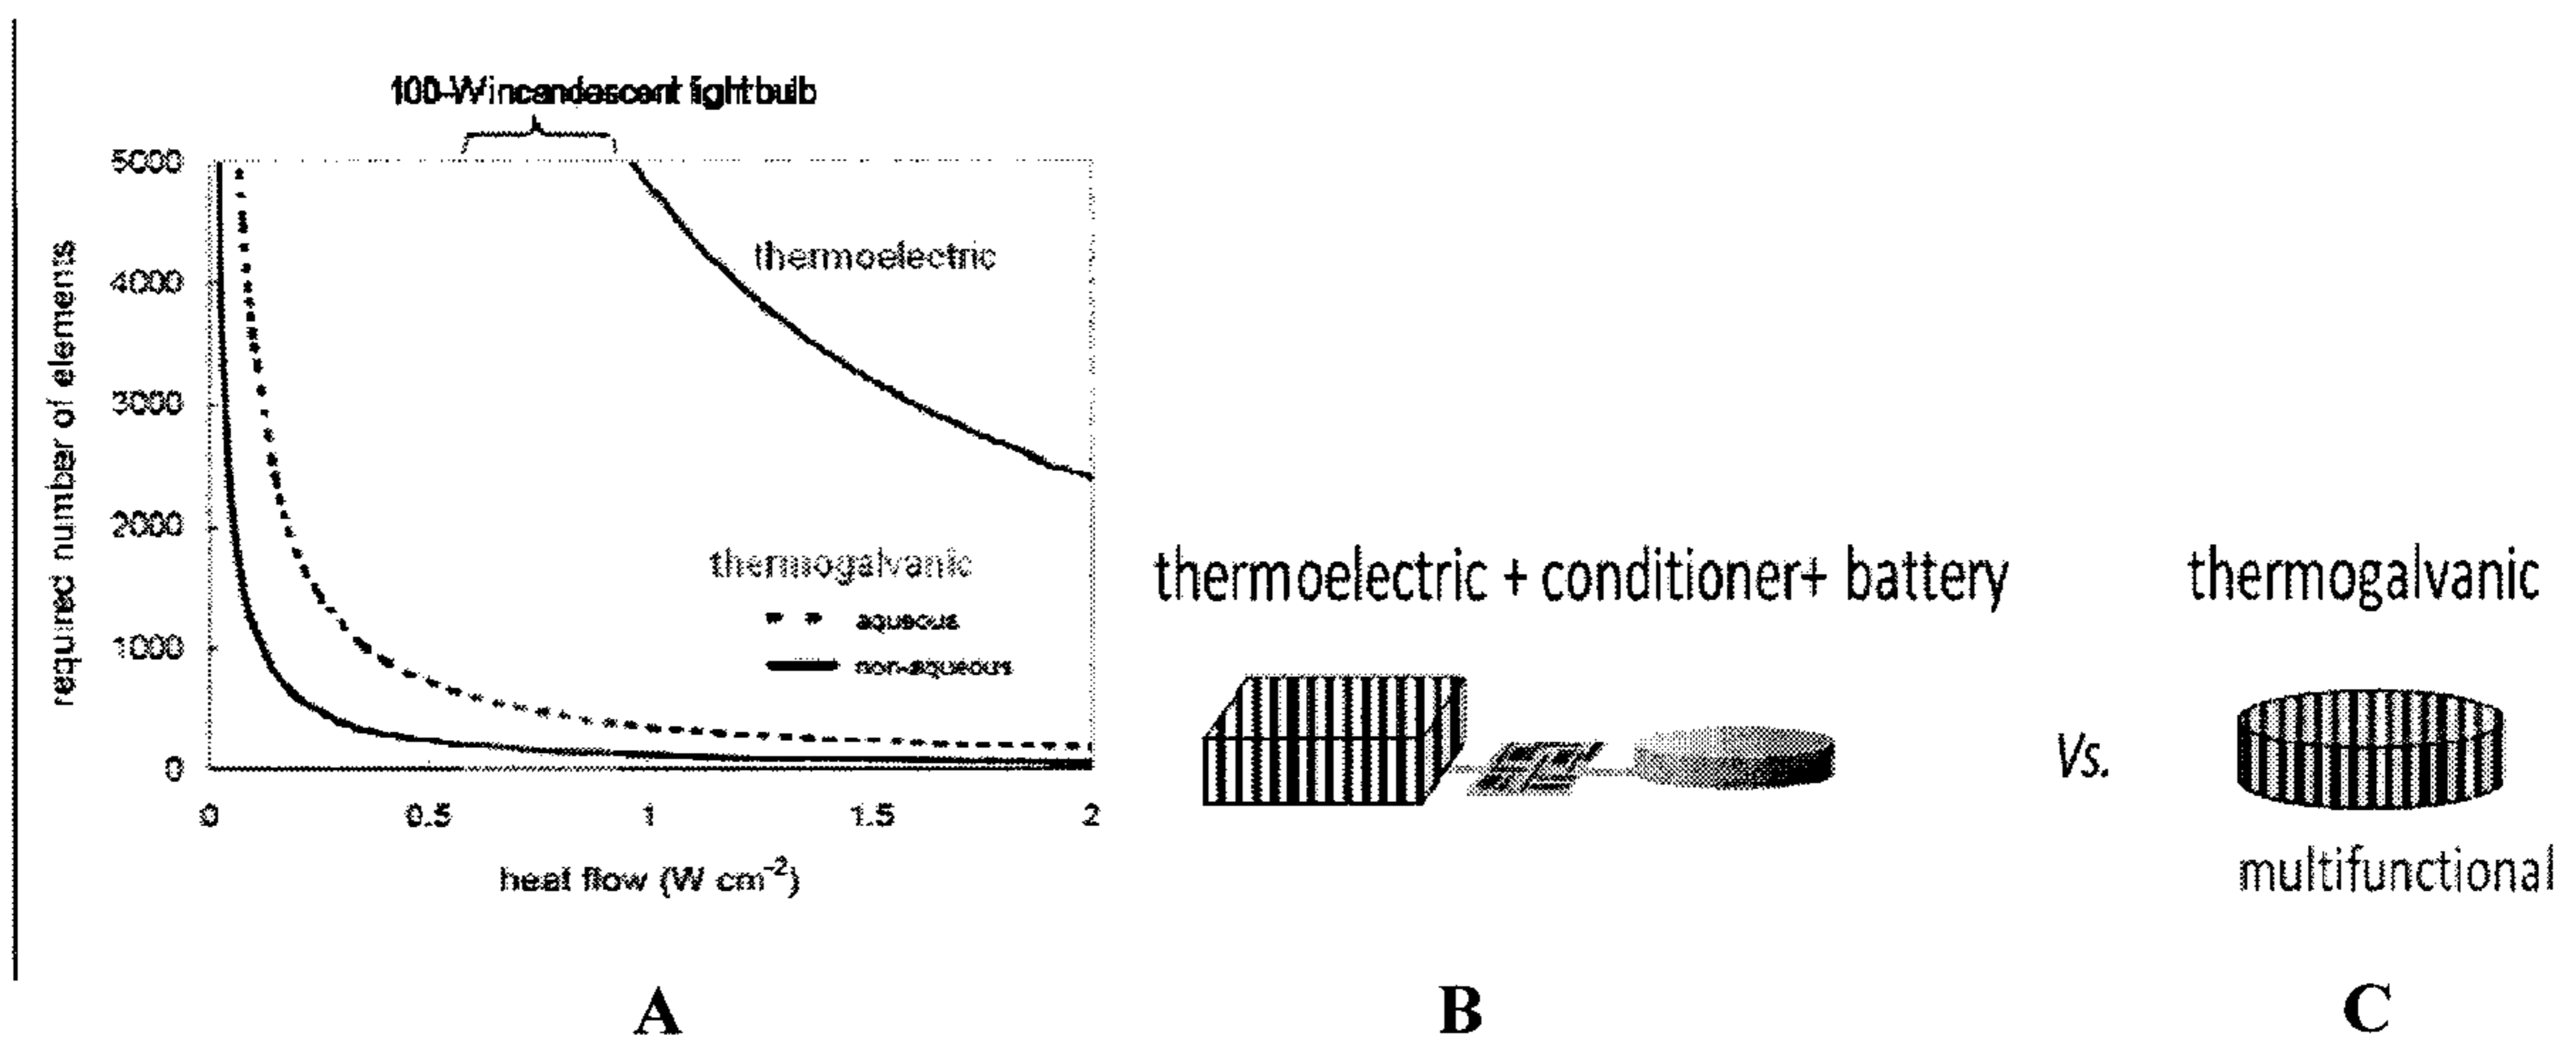 100-W incandescent light bulb
5000
4000
3000
2000
1000
0
required number of elements
thermoelectric
thermogalvanic
aqueous
non-aqueous
0 0.5 1 1.5 2
heat flow (W cm⁻²)
A
thermoelectric + conditioner+ battery
B
Vs.
thermogalvanic
multifunctional
C